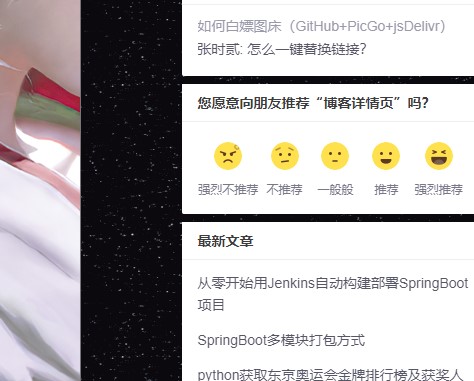 如何白嫖图床（GitHub+PicGo+jsDelivr）
张时贰: 怎么一键替换链接？
您愿意向朋友推荐“博客详情页”吗？
强烈不推荐 不推荐 一般般 推荐 强烈推荐
最新文章
从零开始用Jenkins自动构建部署SpringBoot
项目
SpringBoot多模块打包方式
python获取东京奥运会金牌排行榜及获奖人